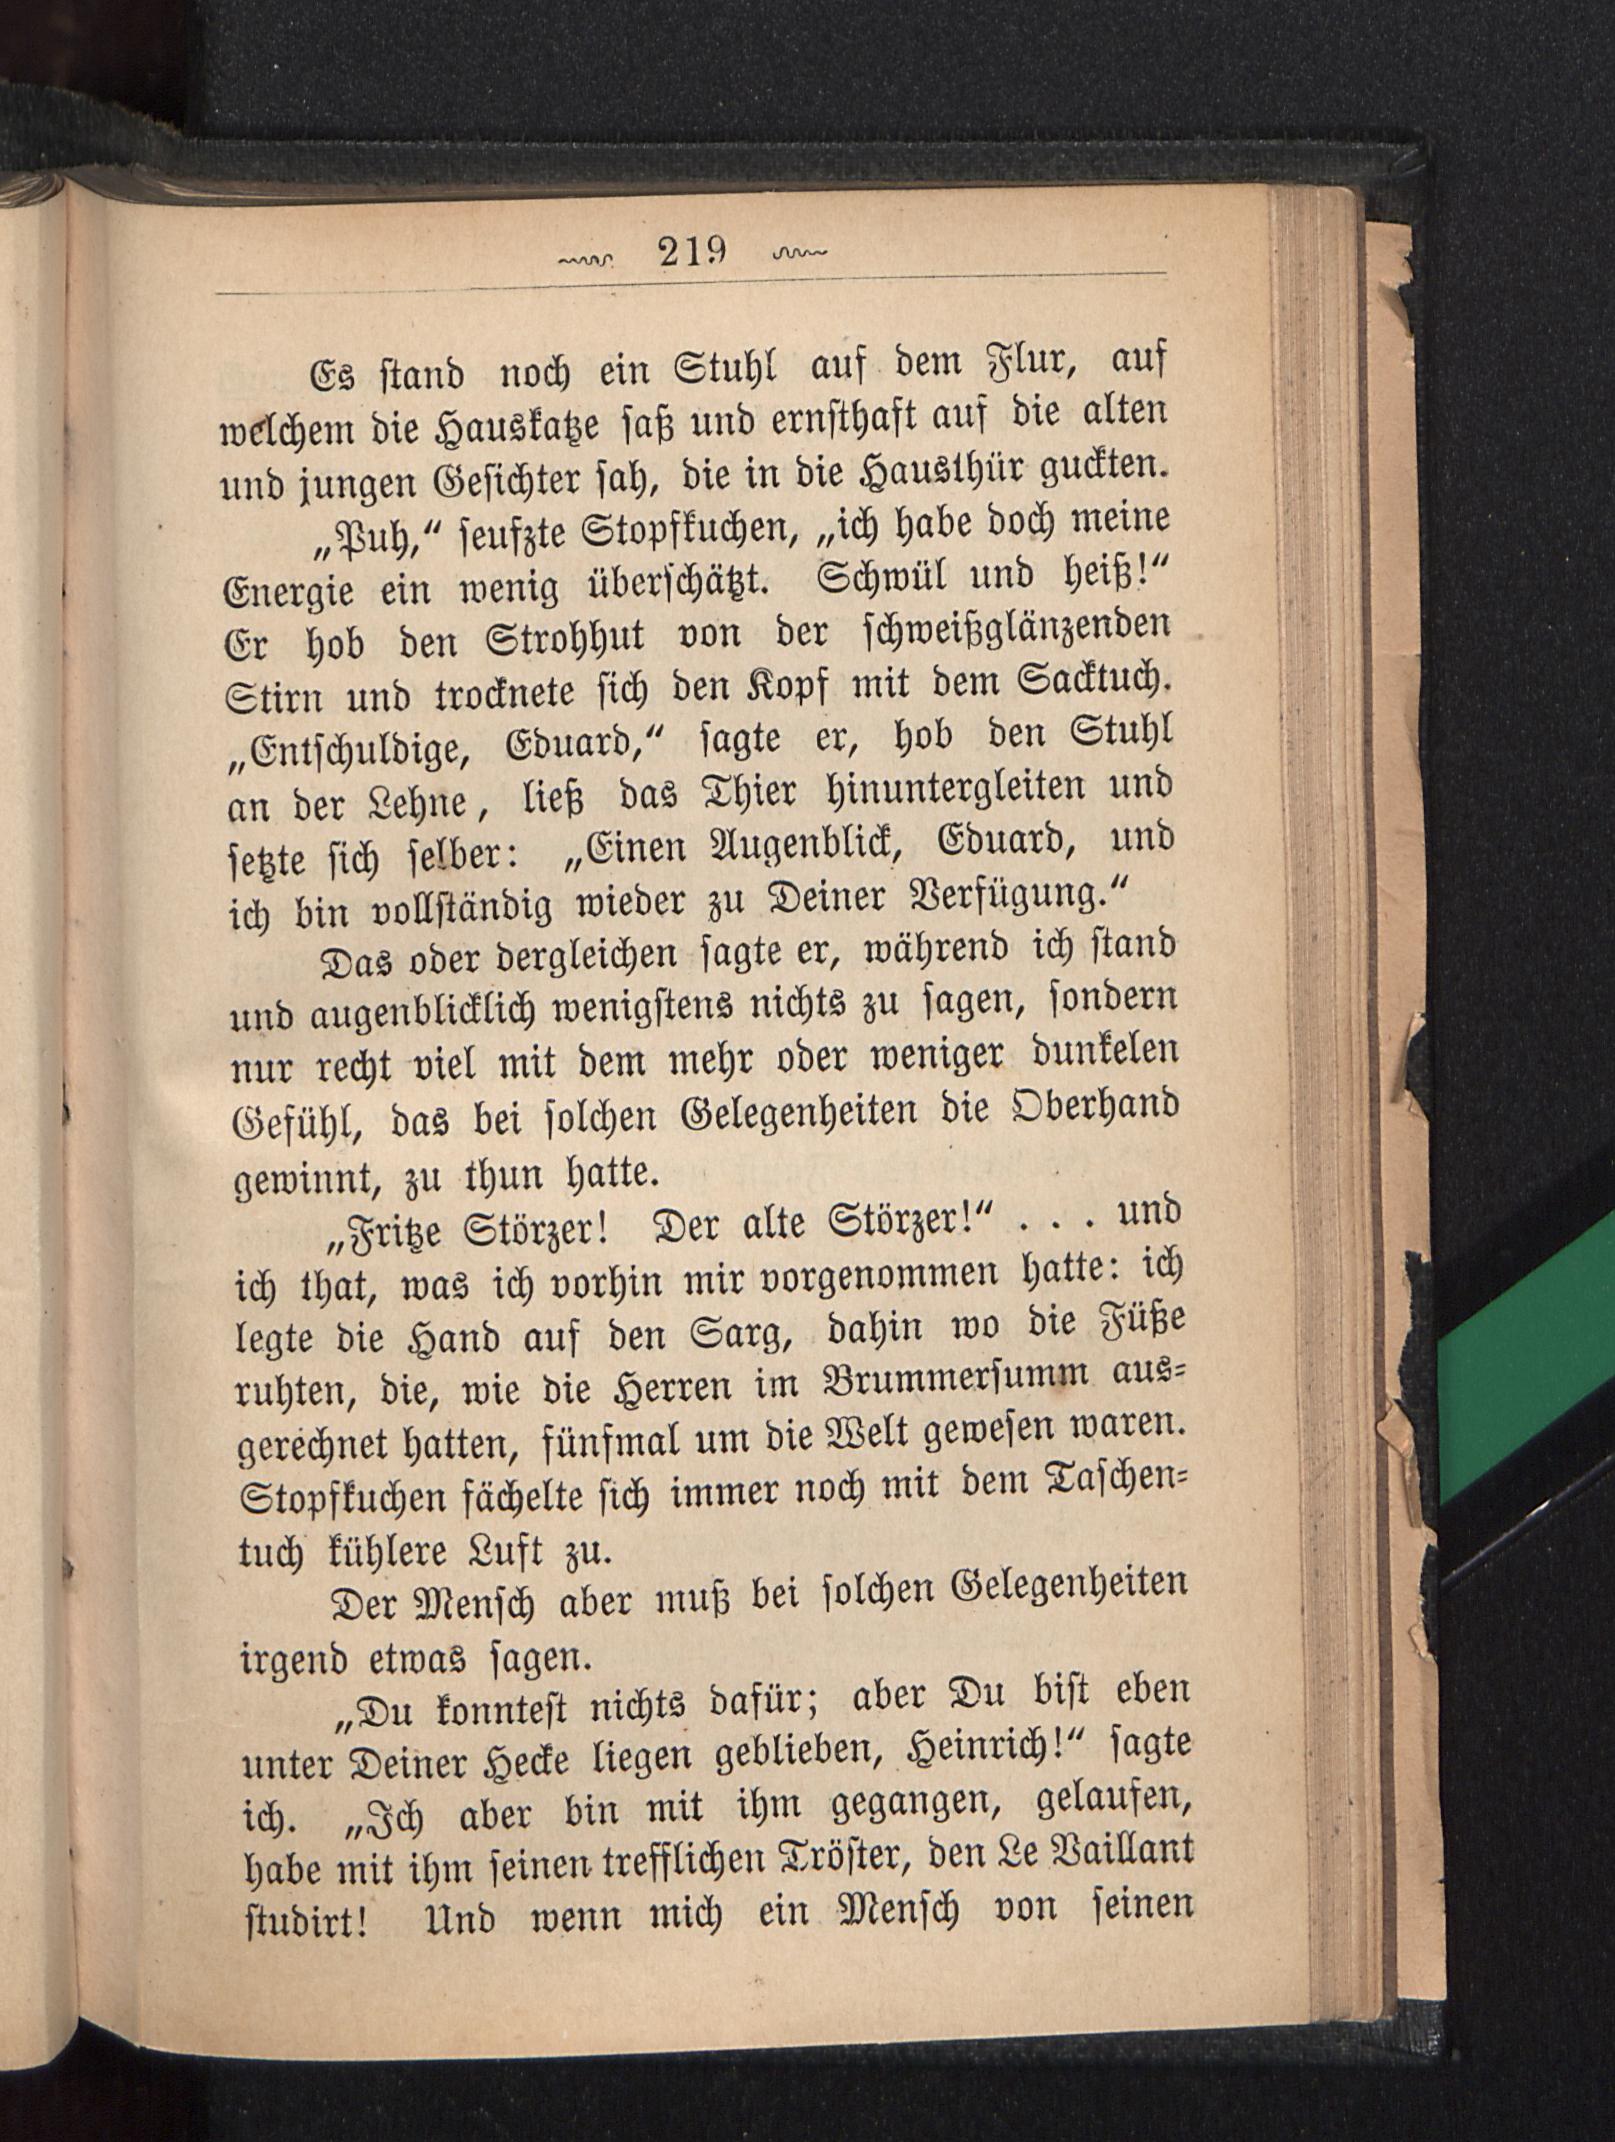 219
Es stand noch ein Stuhl auf dem Flur, auf
welchem die Hauskatze saß und ernsthaft auf die alten
und jungen Gesichter sah, die in die Hausthür guckten.
„Puh,“ seufzte Stopfkuchen, „ich habe doch meine
Energie ein wenig überschätzt. Schwül und heiß!“
Er hob den Strohhut von der schweißglänzenden
Stirn und trocknete sich den Kopf mit dem Sacktuch.
„Entschuldige, Eduard,“ sagte er, hob den Stuhl
an der Lehne, ließ das Thier hinuntergleiten und
setzte sich selber: „Einen Augenblick, Eduard, und
ich bin vollständig wieder zu Deiner Verfügung.“
Das oder dergleichen sagte er, während ich stand
und augenblicklich wenigstens nichts zu sagen, sondern
nur recht viel mit dem mehr oder weniger dunkelen
Gefühl, das bei solchen Gelegenheiten die Oberhand
gewinnt, zu thun hatte.
„Fritze Störzer! Der alte Störzer!“ . . . und
ich that, was ich vorhin mir vorgenommen hatte: ich
legte die Hand auf den Sarg, dahin wo die Füße
ruhten, die, wie die Herren im Brummersumm aus-
gerechnet hatten, fünfmal um die Welt gewesen waren.
Stopfkuchen fächelte sich immer noch mit dem Taschen-
tuch kühlere Luft zu.
Der Mensch aber muß bei solchen Gelegenheiten
irgend etwas sagen.
„Du konntest nichts dafür; aber Du bist eben
unter Deiner Hecke liegen geblieben, Heinrich!“ sagte
ich. „Ich aber bin mit ihm gegangen, gelaufen,
habe mit ihm seinen trefflichen Tröster, den Le Vaillant
studirt! Und wenn mich ein Mensch von seinen